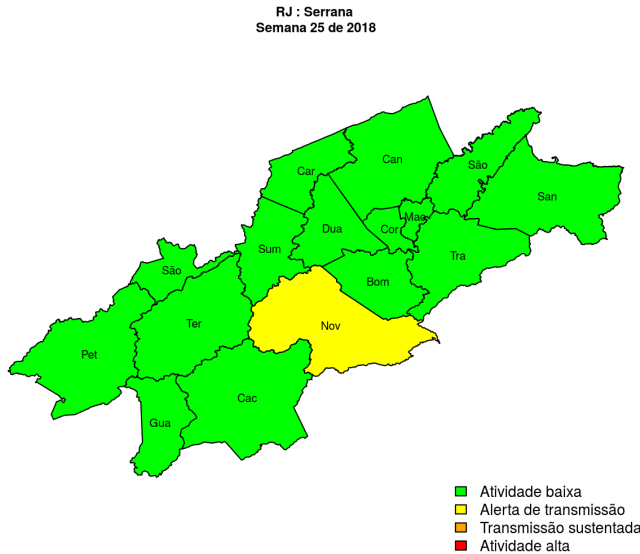 RJ : Serrana
Semana 25 de 2018
Can
São
Car
San
Mac
Dua
Cor
Sum
Tra
São
Bom
Ter
Nov
Pet
Cac
Gua
Atividade baixa
Alerta de transmissão
Transmissão sustentada
Atividade alta